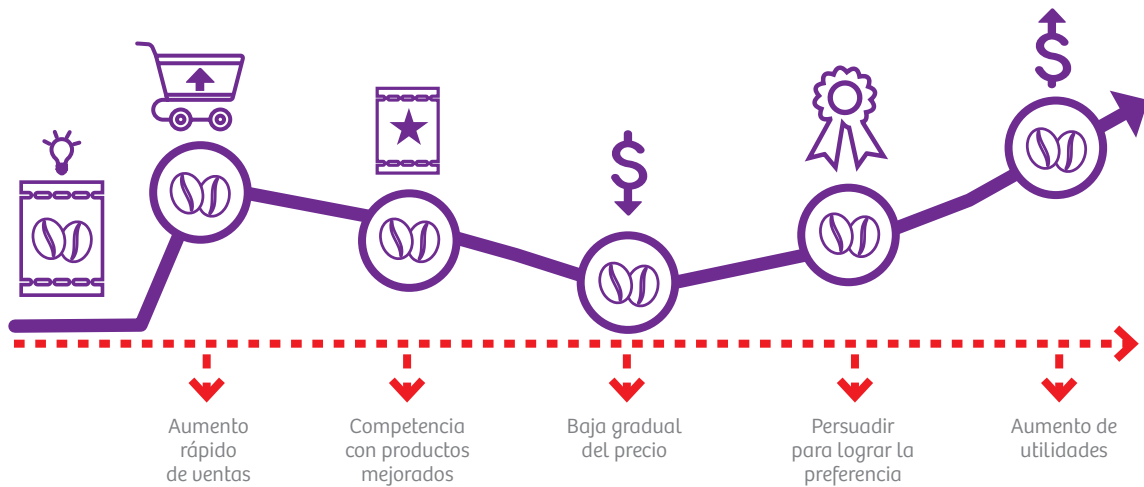 Aumento
rápido
de ventas
Competencia
con productos
mejorados
Baja gradual
del precio
Persuadir
para lograr la
preferencia
Aumento de
utilidades